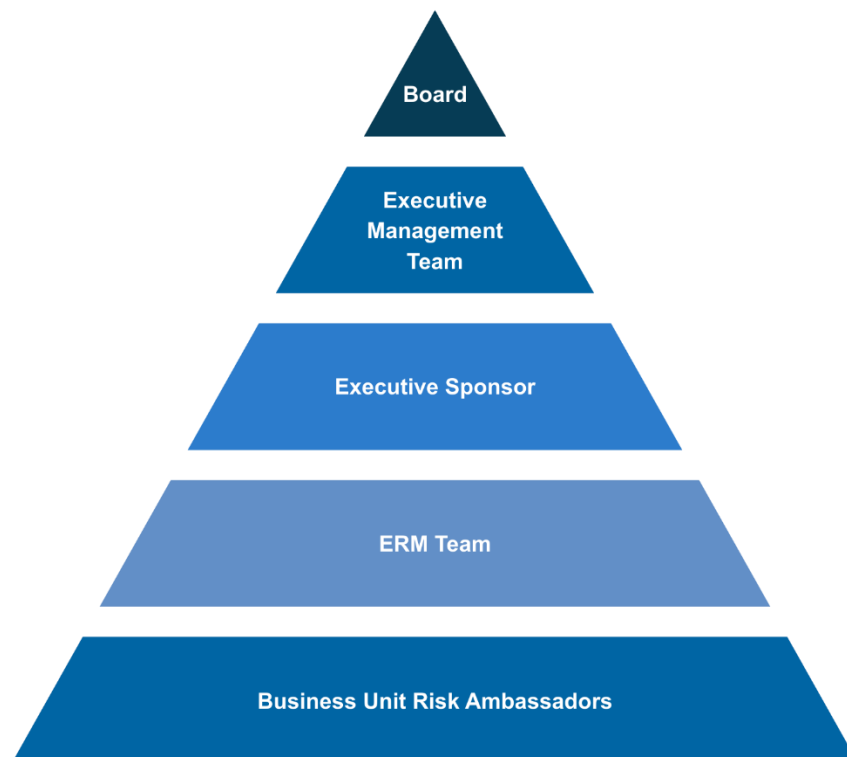 Board
Executive
Management
Team
Executive Sponsor
ERM Team
Business Unit Risk Ambassadors